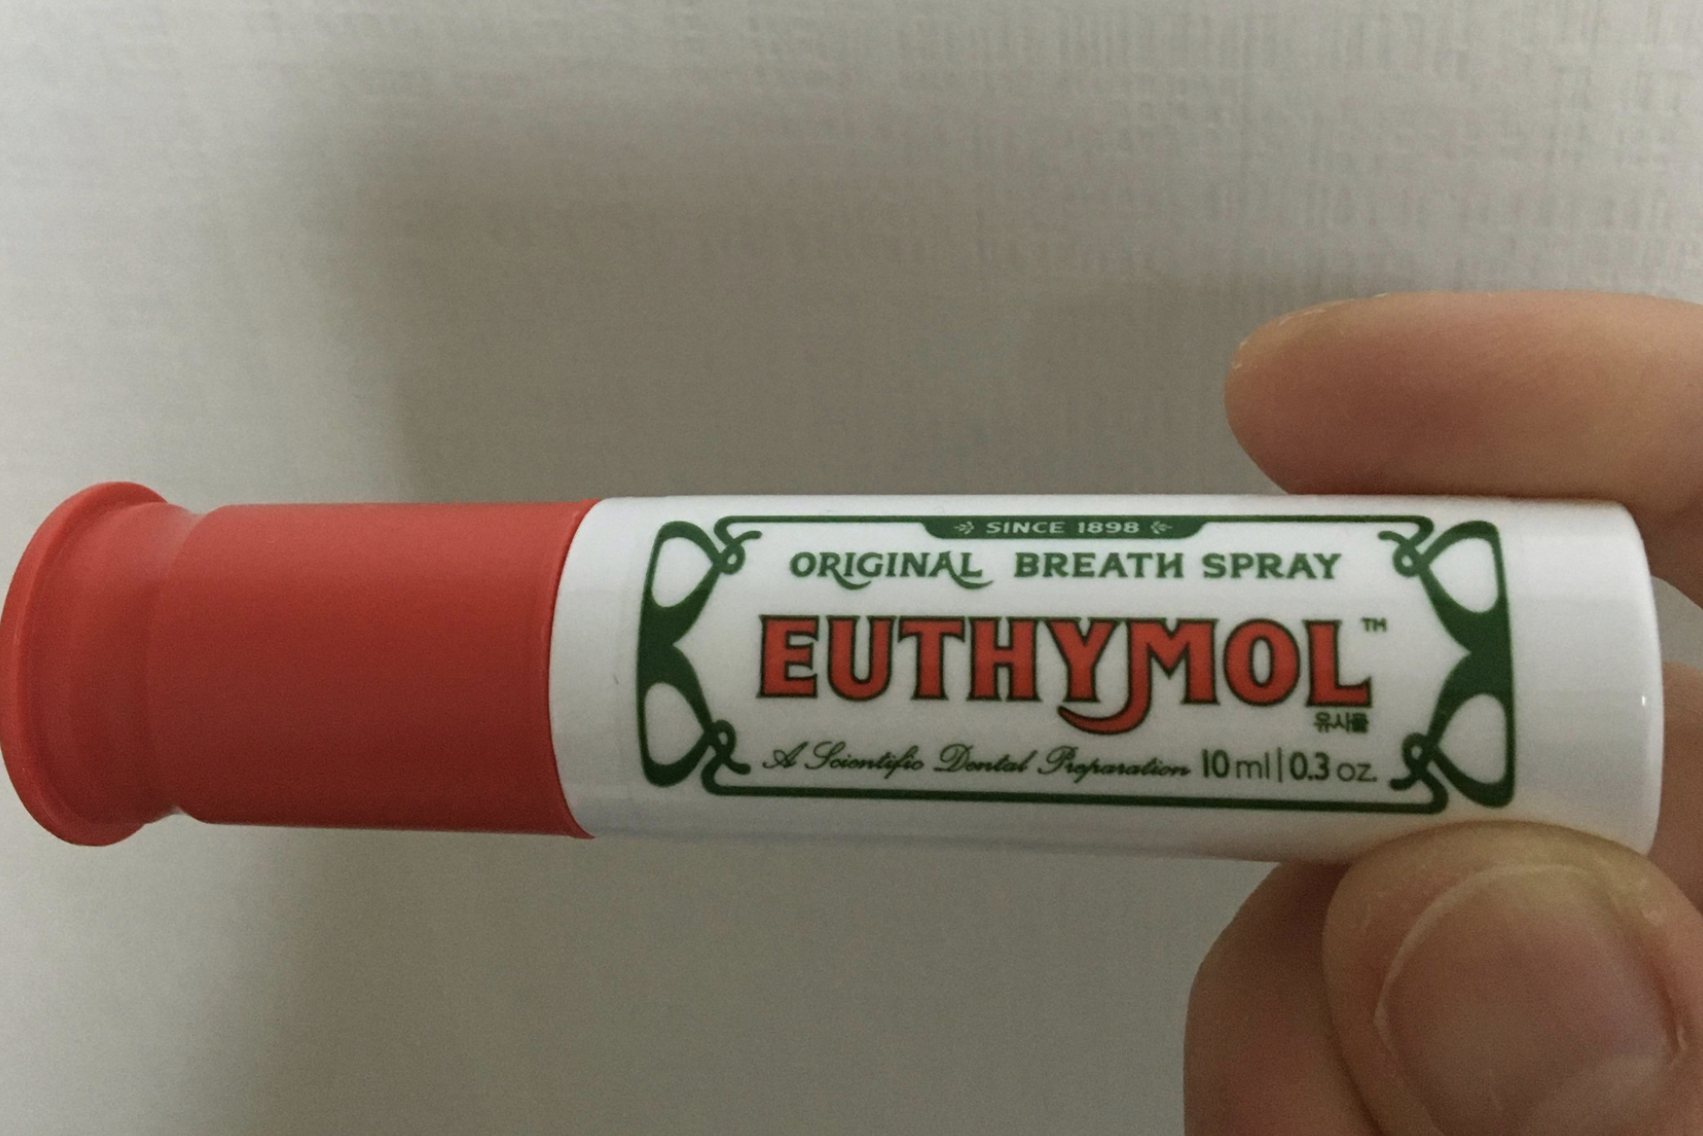 SINCE 1898
ORIGINAL BREATH SPRAY
EUTHYMOL™
유시몰
A Scientific Dental Preparation 10 ml | 0.3 oz.